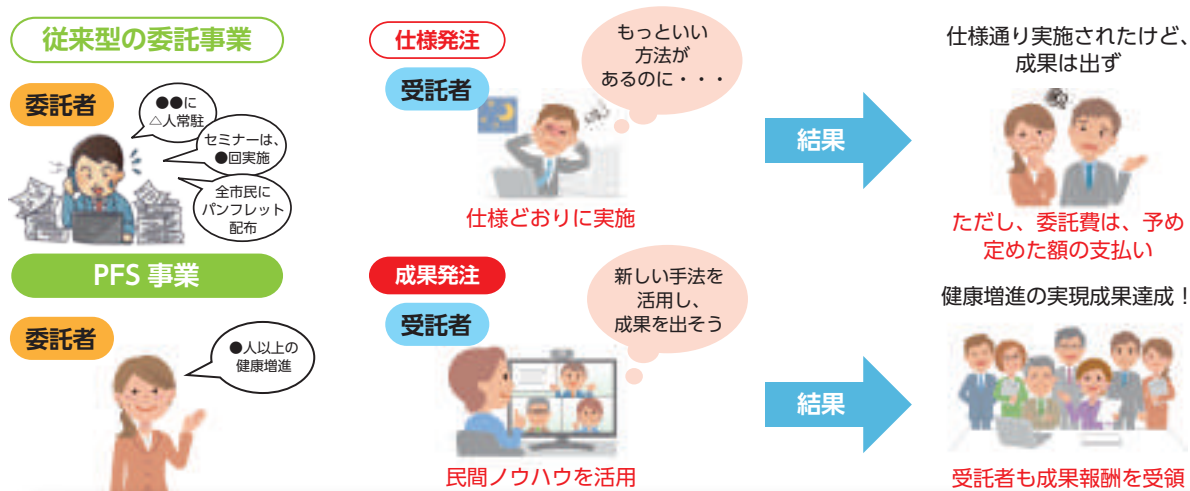 従来型の委託事業
委託者
●●に
△人常駐
セミナーは、
●回実施
全市民に
パンフレット
配布
仕様発注
受託者
もっといい
方法が
あるのに・・・
仕様どおりに実施
結果
仕様通り実施されたけど、
成果は出ず
ただし、委託費は、予め
定めた額の支払い
PFS 事業
委託者
●人以上の
健康増進
成果発注
受託者
新しい手法を
活用し、
成果を出そう
民間ノウハウを活用
結果
健康増進の実現成果達成！
受託者も成果報酬を受領